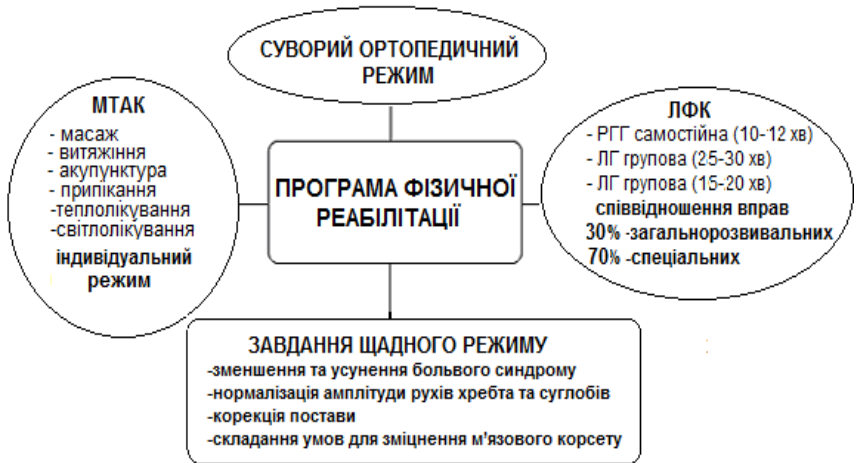 СУВОРИЙ ОРТОПЕДИЧНИЙ
РЕЖИМ
МТАК
- масаж
- витяжіння
- акупунктура
- припікання
-теплолікування
-світлолікування
індивідуальний
режим
ПРОГРАМА ФІЗИЧНОЇ
РЕАБІЛІТАЦІЇ
ЛФК
- РГГ самостійна (10-12 хв)
- ЛГ групова (25-30 хв)
- ЛГ групова (15-20 хв)
співвідношення вправ
30% -загальнорозвивальних
70% -спеціальних
ЗАВДАННЯ ЩАДНОГО РЕЖИМУ
-зменшення та усунення больвого синдрому
-нормалізація амплітуди рухів хребта та суглобів
-корекція постави
-складання умов для зміцнення м'язового корсету